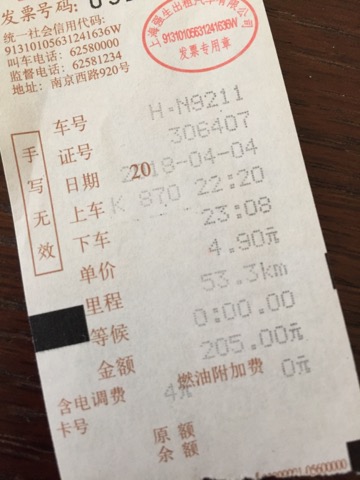 发票号码:
统一社会信用代码:
91310105631241636W
叫车电话: 62580000
监督电话: 62581234
地址: 南京西路920号
上海强生出租汽车有限公司
91310105631241636W
发票专用章
手写无效
车号 H-N9211
证号 306407
日期 2018-04-04
上车 K 870 22:20
下车 23:08
单价 4.90元
里程 53.3km
等候 0:00.00
金额 205.00元
燃油附加费
含电调费 4元 0元
卡号
原额
余额